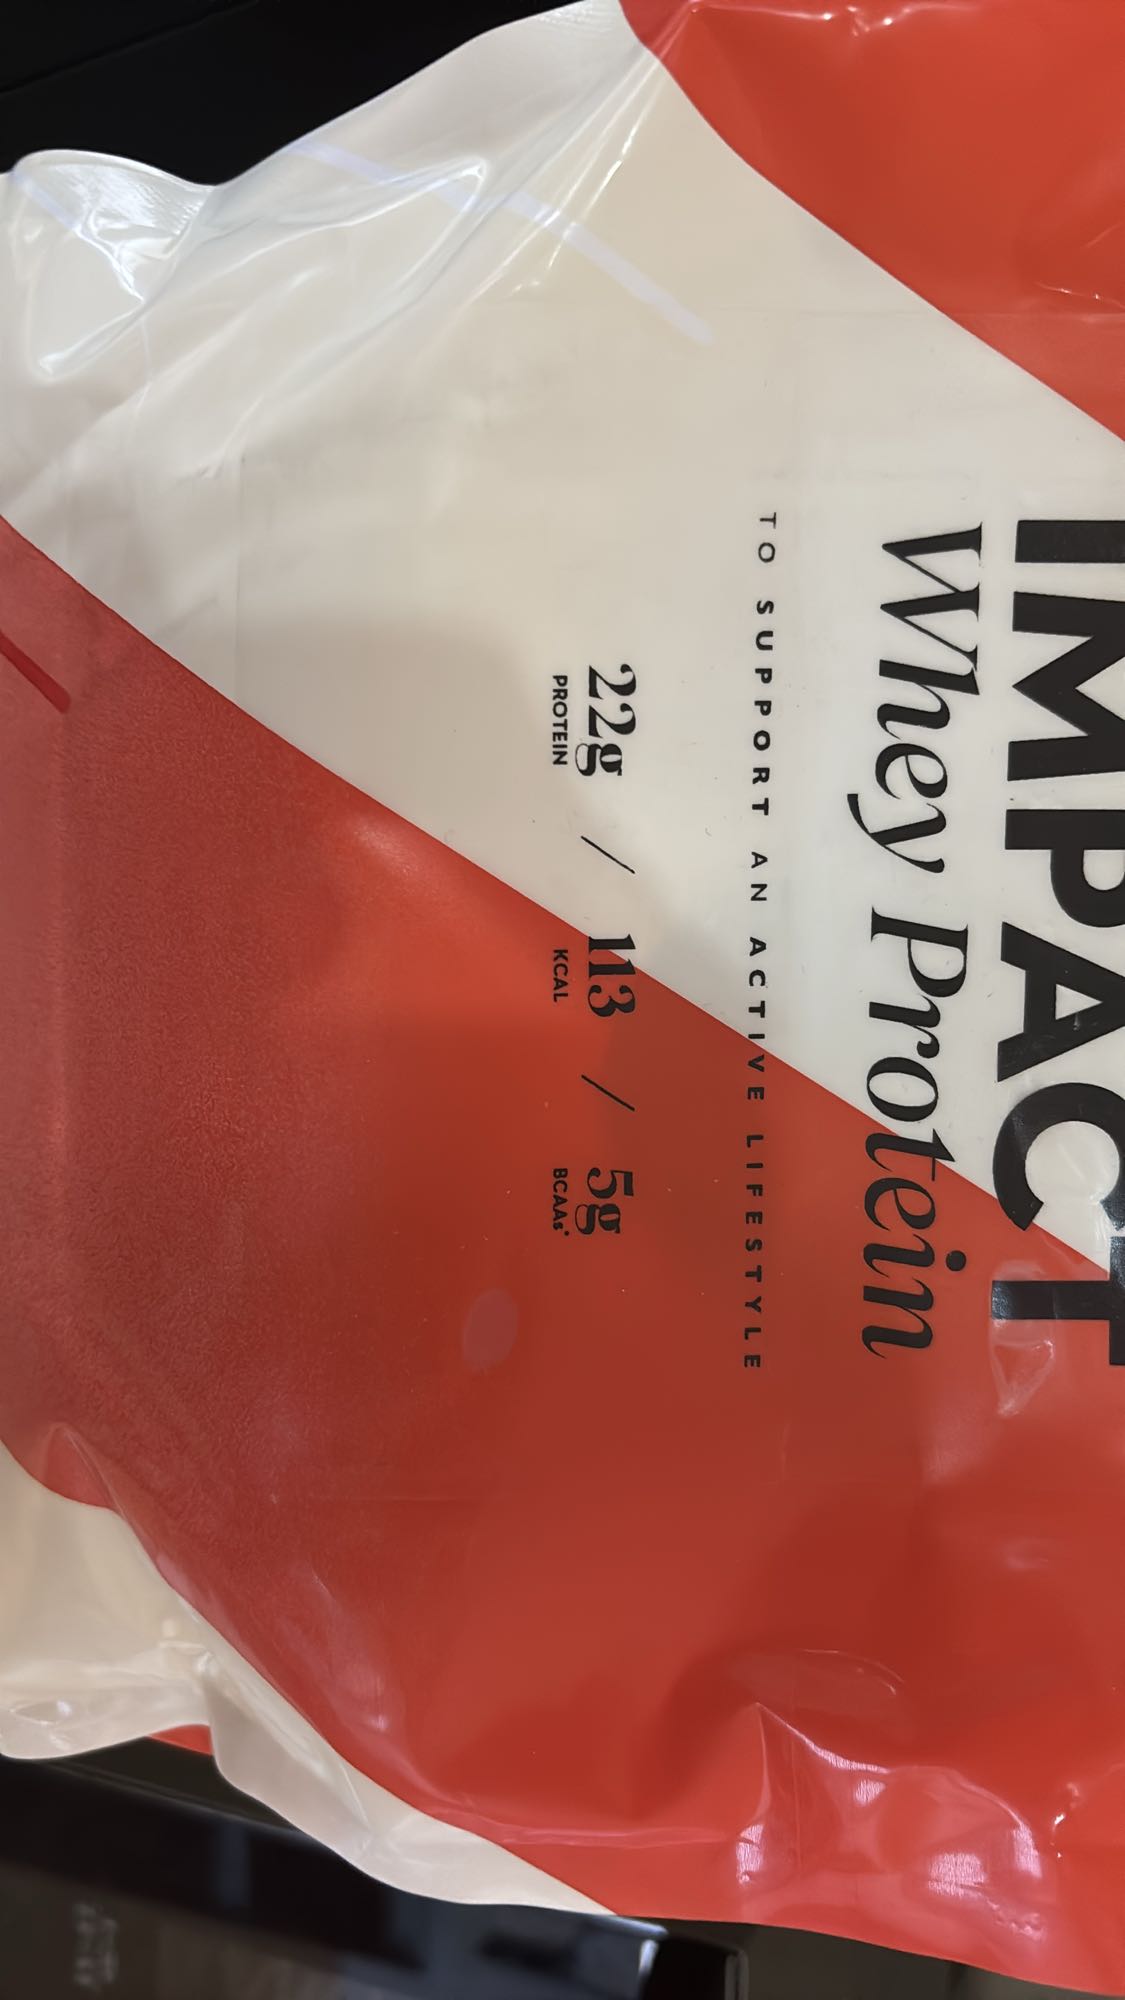 IMPACT
Whey Protein
TO SUPPORT AN ACTIVE LIFESTYLE
22g / 113 / 5g
PROTEIN KCAL BCAAs*